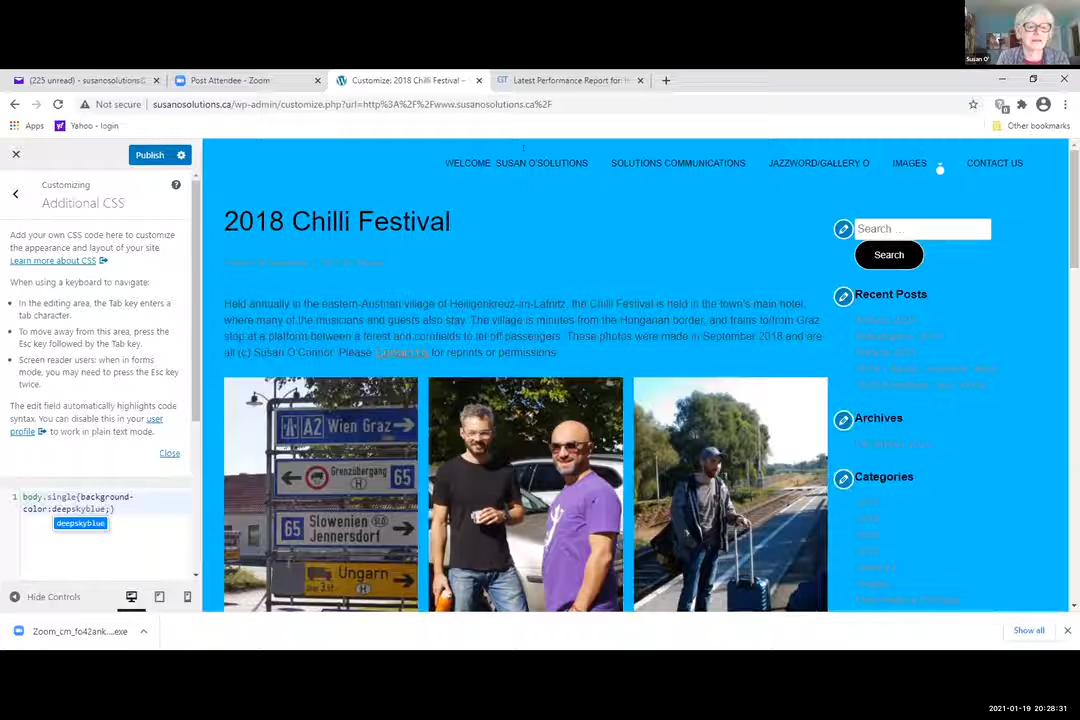 Susan O'
(225 unread) - susanosolutions
Post Attendee - Zoom
Customize: 2018 Chilli Festival –
GT Latest Performance Report for: h
Not secure
susanosolutions.ca/wp-admin/customize.php?url=http%3A%2F%2Fwww.susanosolutions.ca%2F
Apps
Yahoo - login
Other bookmarks
Publish
Customizing
Additional CSS
Add your own CSS code here to customize
the appearance and layout of your site.
Learn more about CSS
When using a keyboard to navigate:
In the editing area, the Tab key enters a
tab character.
To move away from this area, press the
Esc key followed by the Tab key.
Screen reader users: when in forms
mode, you may need to press the Esc key
twice.
The edit field automatically highlights code
syntax. You can disable this in your user
profile to work in plain text mode.
Close
1 body.single{background-
color:deepskyblue;}
deepskyblue
Hide Controls
WELCOME SUSAN O'SOLUTIONS SOLUTIONS COMMUNICATIONS JAZZWORD/GALLERY O IMAGES CONTACT US
2018 Chilli Festival
Held annually in the eastern-Austrian village of Heiligenkreuz-im-Lafnitz, the Chilli Festival is held in the town's main hotel,
where many of the musicians and guests also stay. The village is minutes from the Hungarian border, and trains to/from Graz
stop at a platform between a forest and cornfields to let off passengers. These photos were made in September 2018 and are
all (c) Susan O'Connor. Please for reprints or permissions
A2 Wien Graz
Grenzübergang
H 65
65 Slowenien SLO
Jennersdorf
Ungarn
H
Search ...
Search
Recent Posts
Archives
Categories
Zoom_cm_fo42ank....exe
Show all
2021-01-19 20:28:31